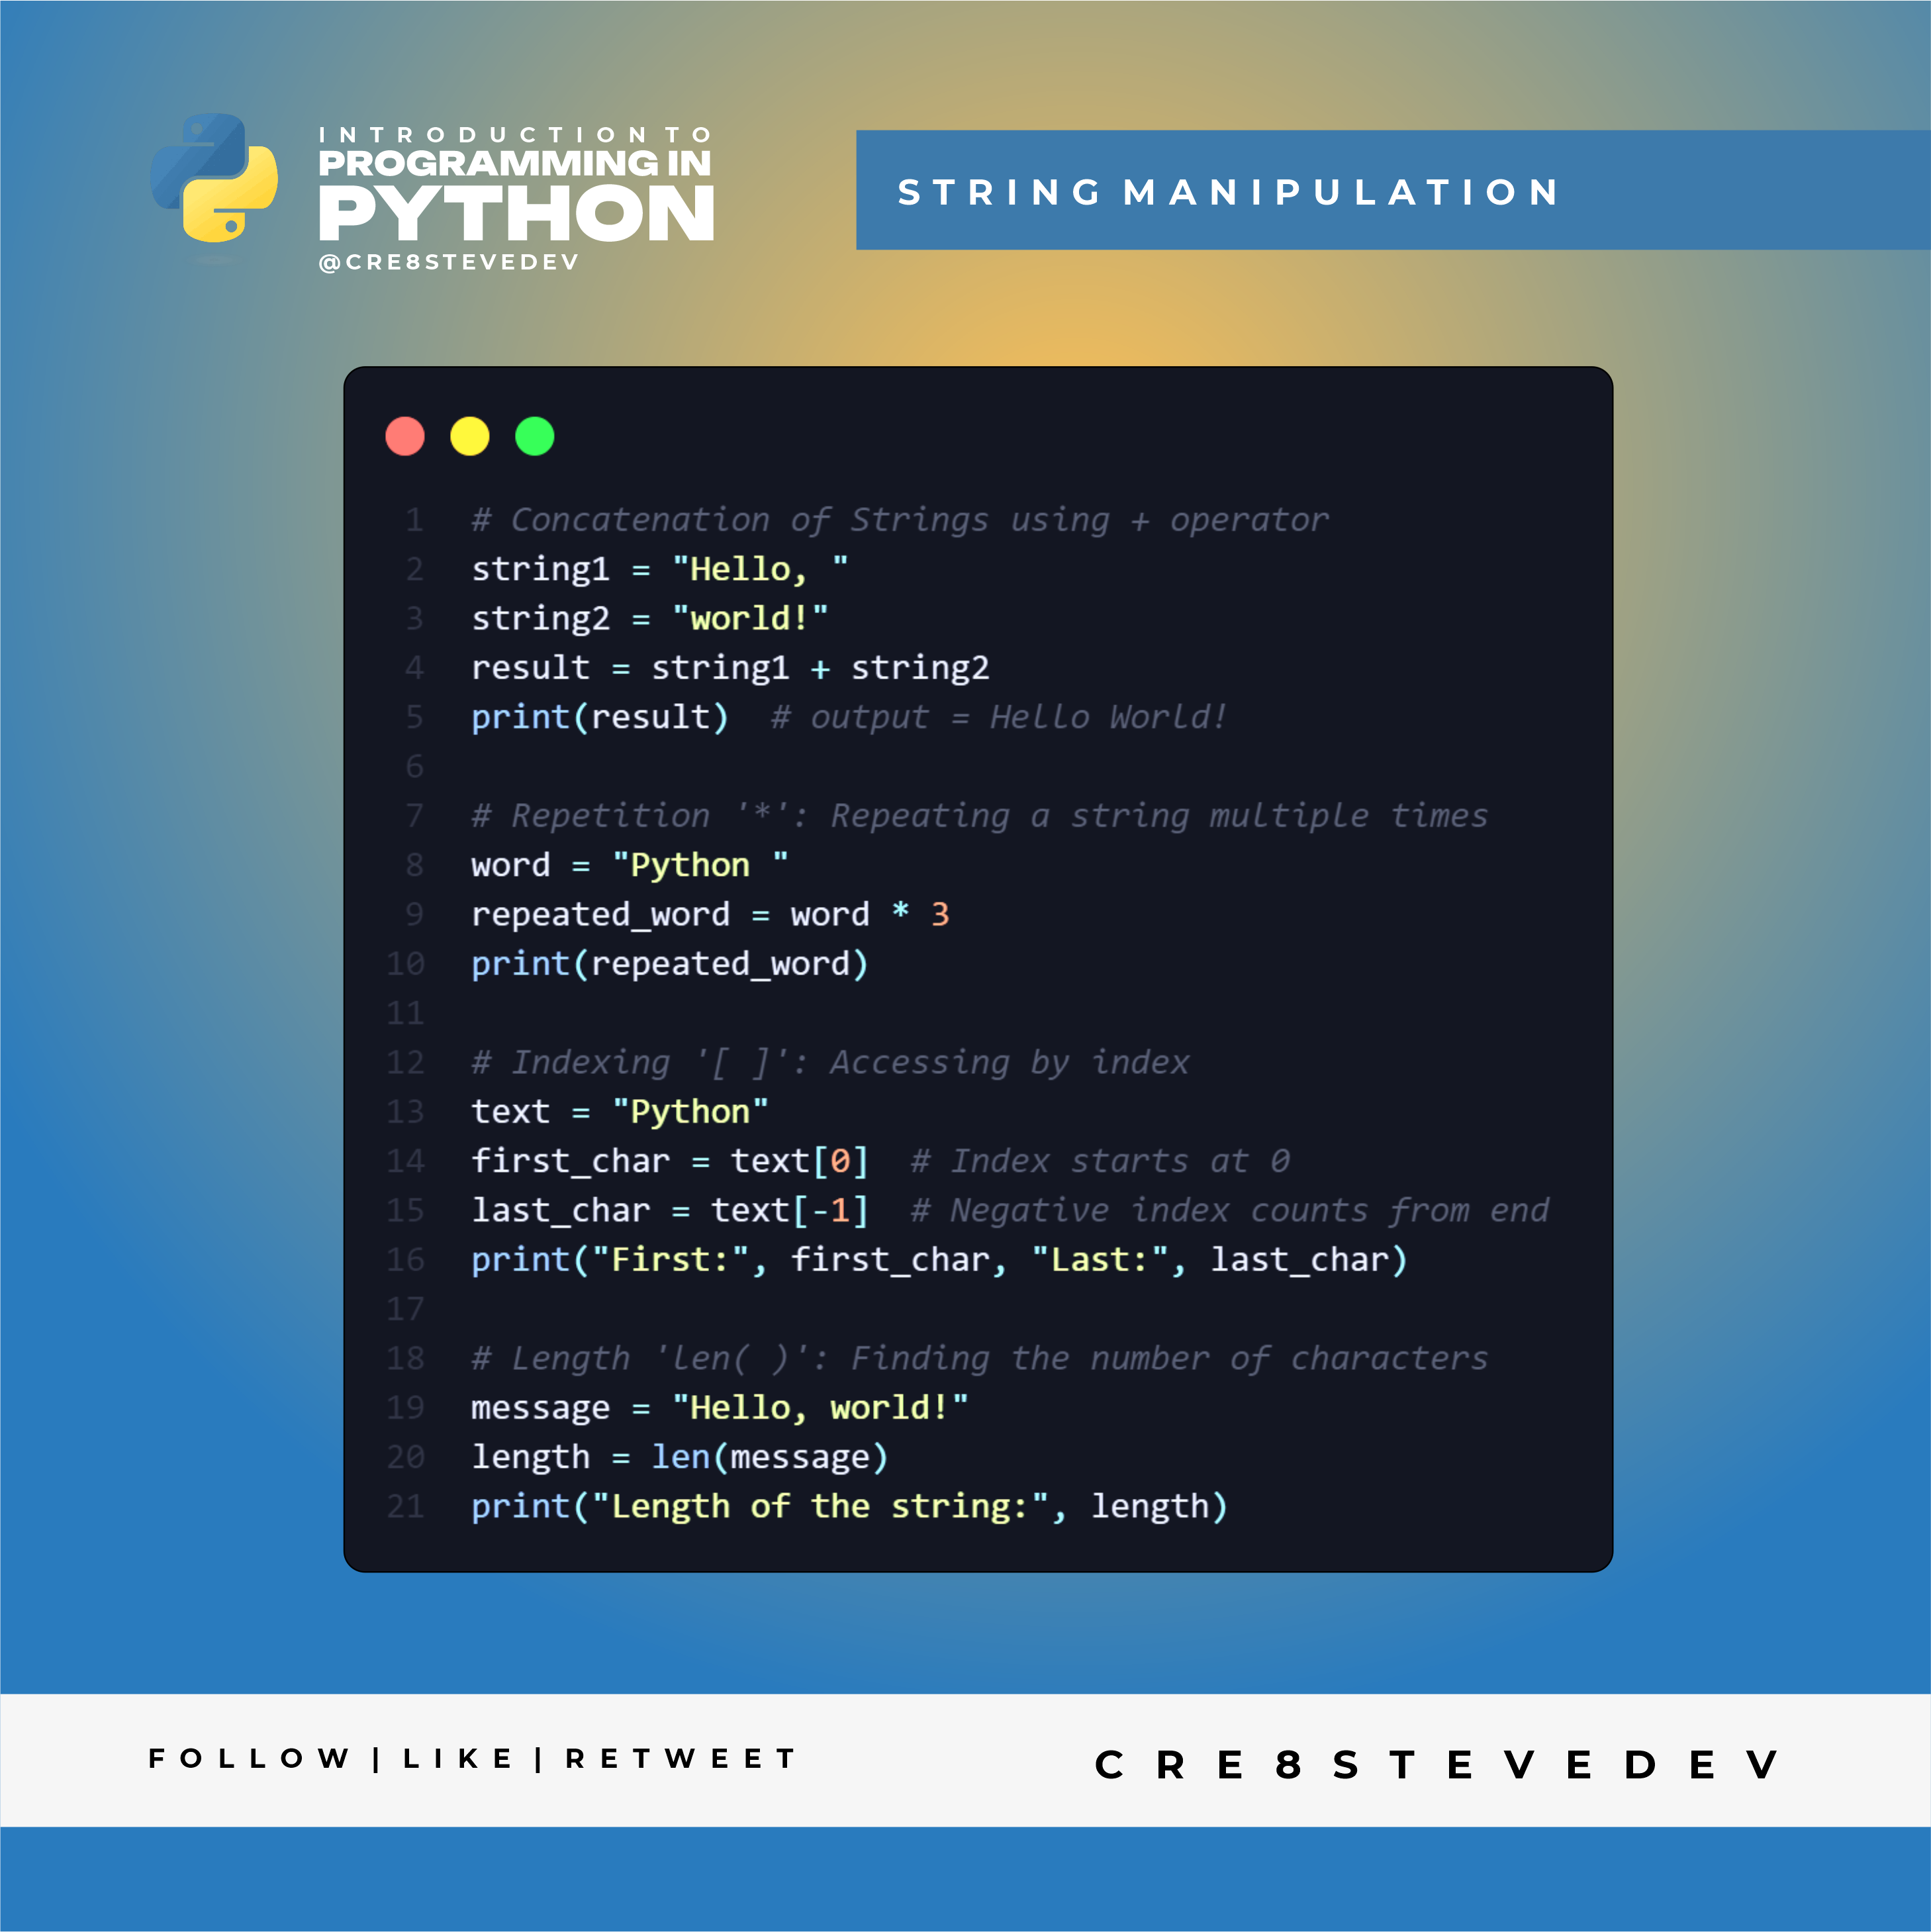 INTRODUCTION TO
PROGRAMMING IN
PYTHON
@CRE8STEVEDEV
STRING MANIPULATION
1 # Concatenation of Strings using + operator
2 string1 = "Hello, "
3 string2 = "world!"
4 result = string1 + string2
5 print(result)  # output = Hello World!
6
7 # Repetition '*': Repeating a string multiple times
8 word = "Python "
9 repeated_word = word * 3
10 print(repeated_word)
11
12 # Indexing '[ ]': Accessing by index
13 text = "Python"
14 first_char = text[0]  # Index starts at 0
15 last_char = text[-1]  # Negative index counts from end
16 print("First:", first_char, "Last:", last_char)
17
18 # Length 'len( )': Finding the number of characters
19 message = "Hello, world!"
20 length = len(message)
21 print("Length of the string:", length)
FOLLOW | LIKE | RETWEET
CRE8STEVEDEV